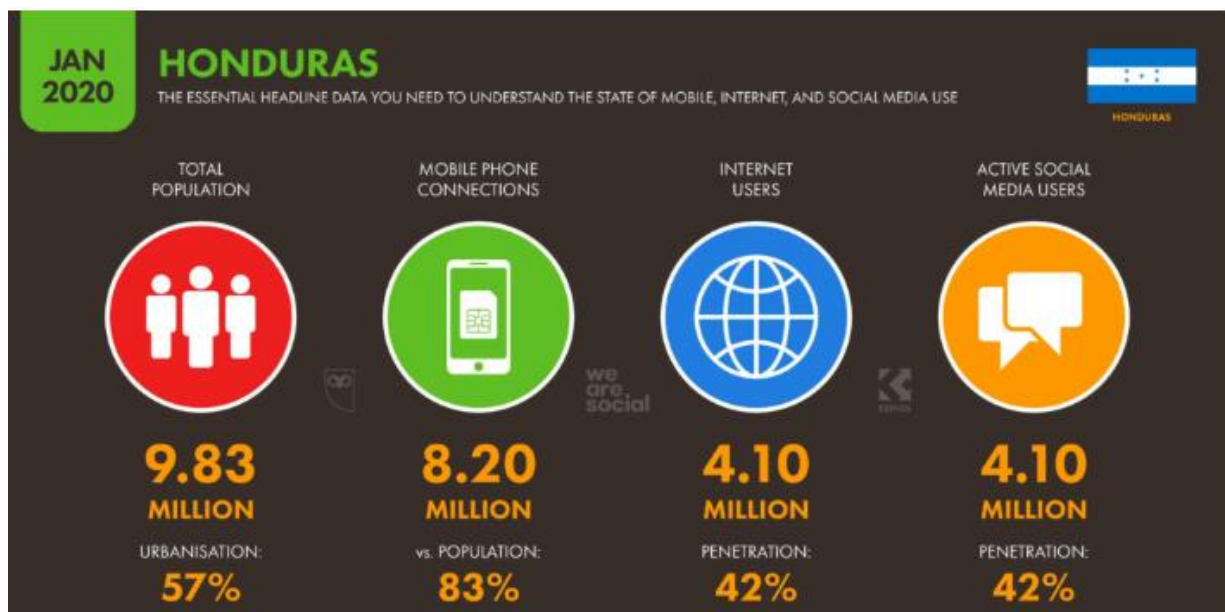 JAN
2020
HONDURAS
THE ESSENTIAL HEADLINE DATA YOU NEED TO UNDERSTAND THE STATE OF MOBILE, INTERNET, AND SOCIAL MEDIA USE
HONDURAS
TOTAL
POPULATION
MOBILE PHONE
CONNECTIONS
INTERNET
USERS
ACTIVE SOCIAL
MEDIA USERS
we
are
social
9.83
MILLION
URBANISATION:
57%
8.20
MILLION
vs. POPULATION:
83%
4.10
MILLION
PENETRATION:
42%
4.10
MILLION
PENETRATION:
42%